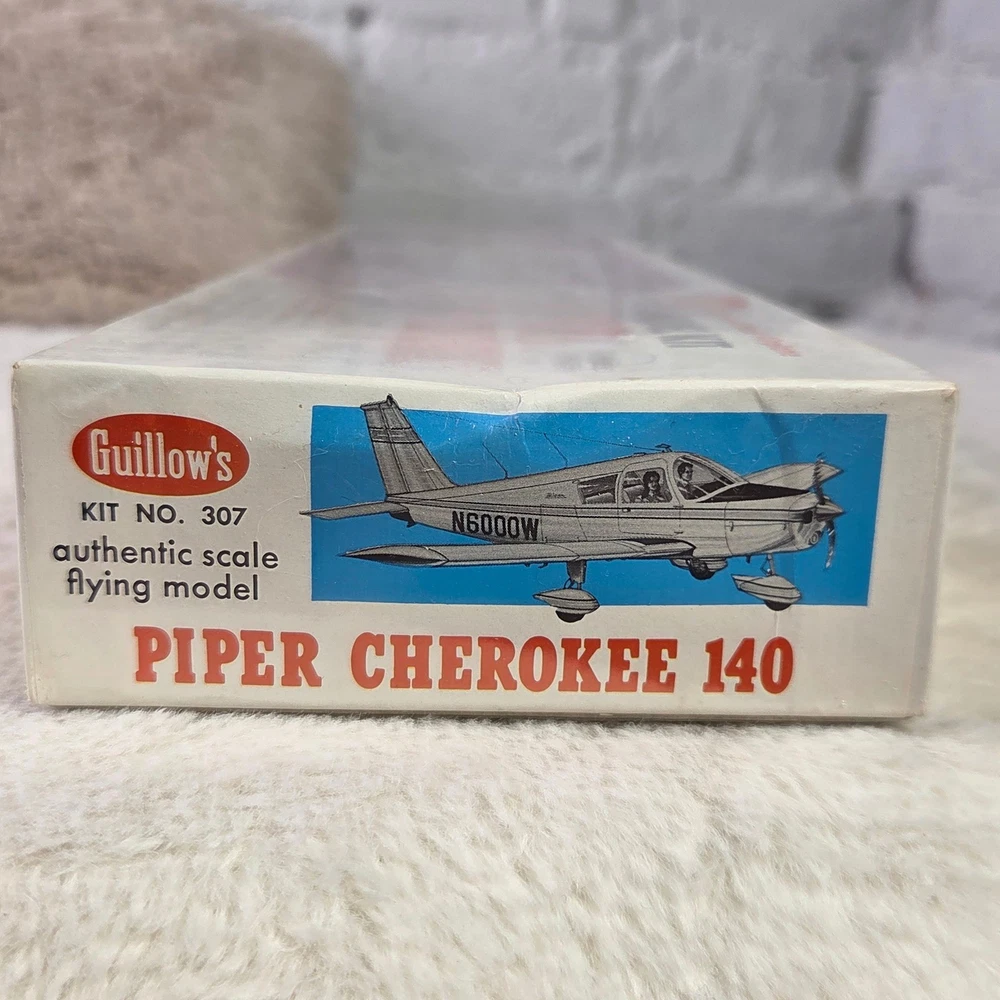 Guillow's
KIT NO. 307
authentic scale
flying model
N6000W
PIPER CHEROKEE 140